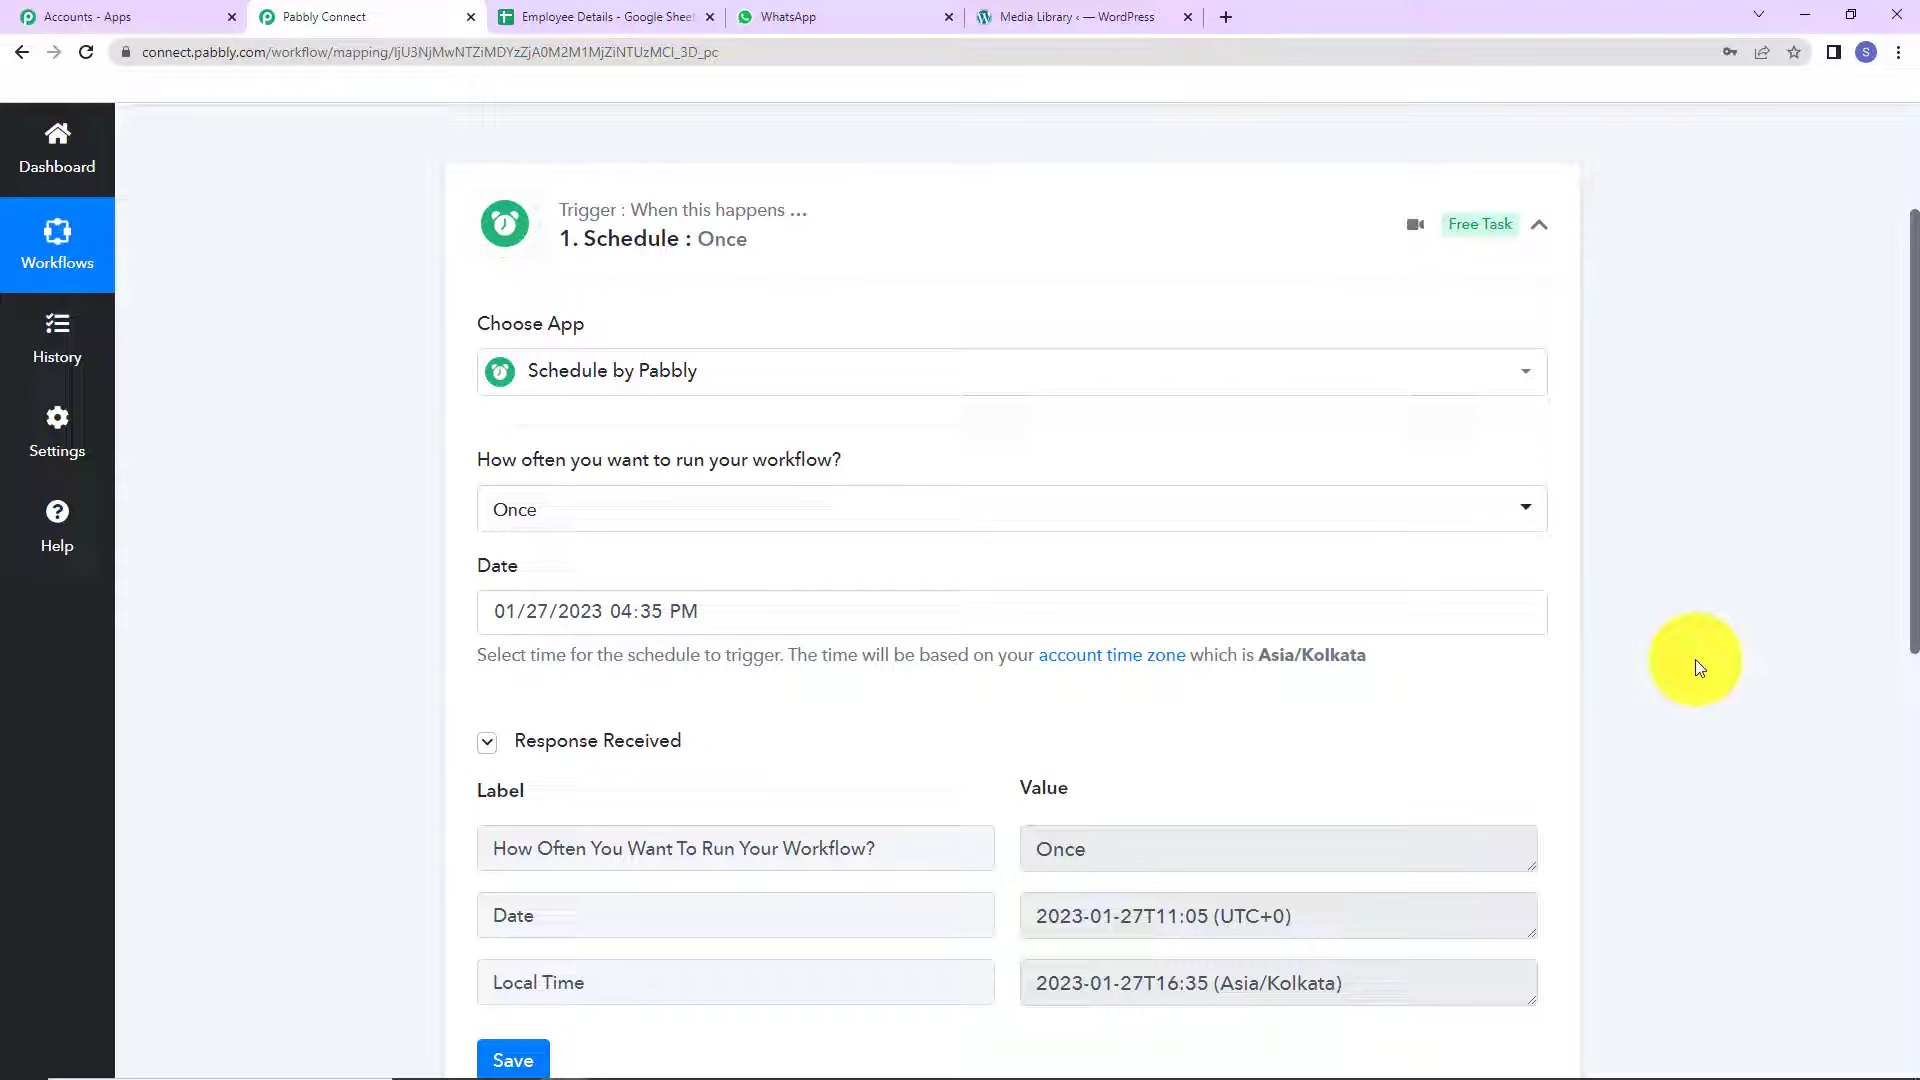 Accounts - Apps
Pabbly Connect
Employee Details - Google Sheet
WhatsApp
Media Library ‹ — WordPress
connect.pabbly.com/workflow/mapping/
Dashboard
Workflows
History
Settings
Help
Trigger : When this happens ...
1. Schedule : Once
Free Task
Choose App
Schedule by Pabbly
How often you want to run your workflow?
Once
Date
01/27/2023 04:35 PM
Select time for the schedule to trigger. The time will be based on your account time zone which is Asia/Kolkata
Response Received
Label
Value
How Often You Want To Run Your Workflow?
Once
Date
2023-01-27T11:05 (UTC+0)
Local Time
2023-01-27T16:35 (Asia/Kolkata)
Save
S